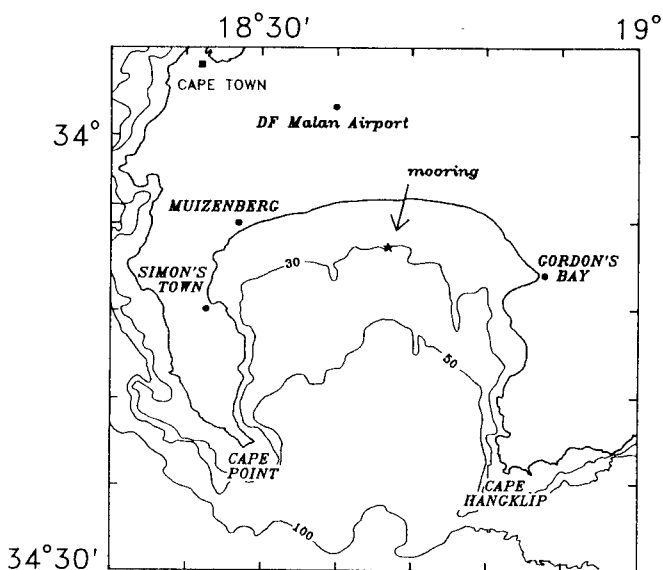 18°30'
19°
CAPE TOWN
DF Malan Airport
34°
mooring
MUIZENBERG
30
GORDON'S
BAY
SIMON'S
TOWN
50
CAPE
POINT
CAPE
HANGKLIP
100
34°30'